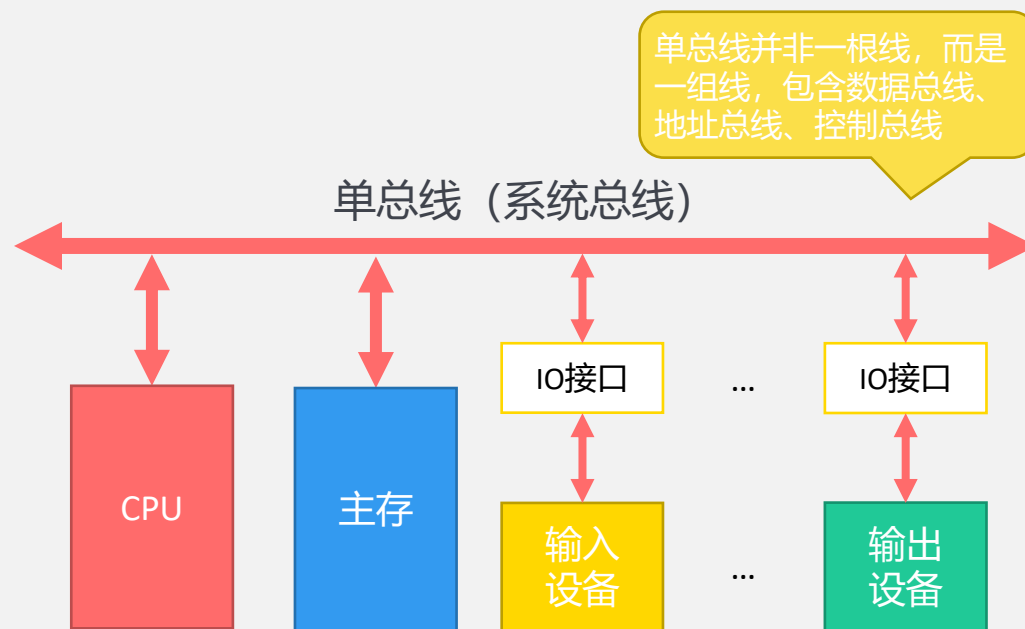 单总线并非一根线，而是
一组线，包含数据总线、
地址总线、控制总线
单总线（系统总线）
IO接口
...
IO接口
CPU
主存
输入
设备
...
输出
设备